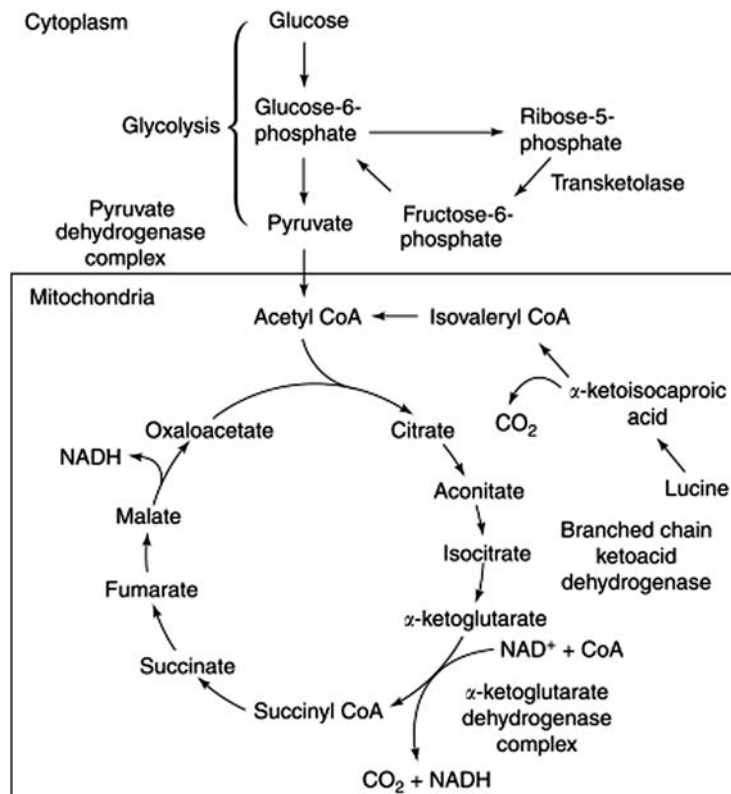 Cytoplasm
Glucose
Glycolysis
Glucose-6-
phosphate
Ribose-5-
phosphate
Transketolase
Fructose-6-
phosphate
Pyruvate
Pyruvate
dehydrogenase
complex
Mitochondria
Acetyl CoA
Isovaleryl CoA
α-ketoisocaproic
acid
CO₂
Lucine
Branched chain
ketoacid
dehydrogenase
Oxaloacetate
Citrate
NADH
Aconitate
Malate
Isocitrate
Fumarate
α-ketoglutarate
NAD⁺ + CoA
Succinate
Succinyl CoA
α-ketoglutarate
dehydrogenase
complex
CO₂ + NADH